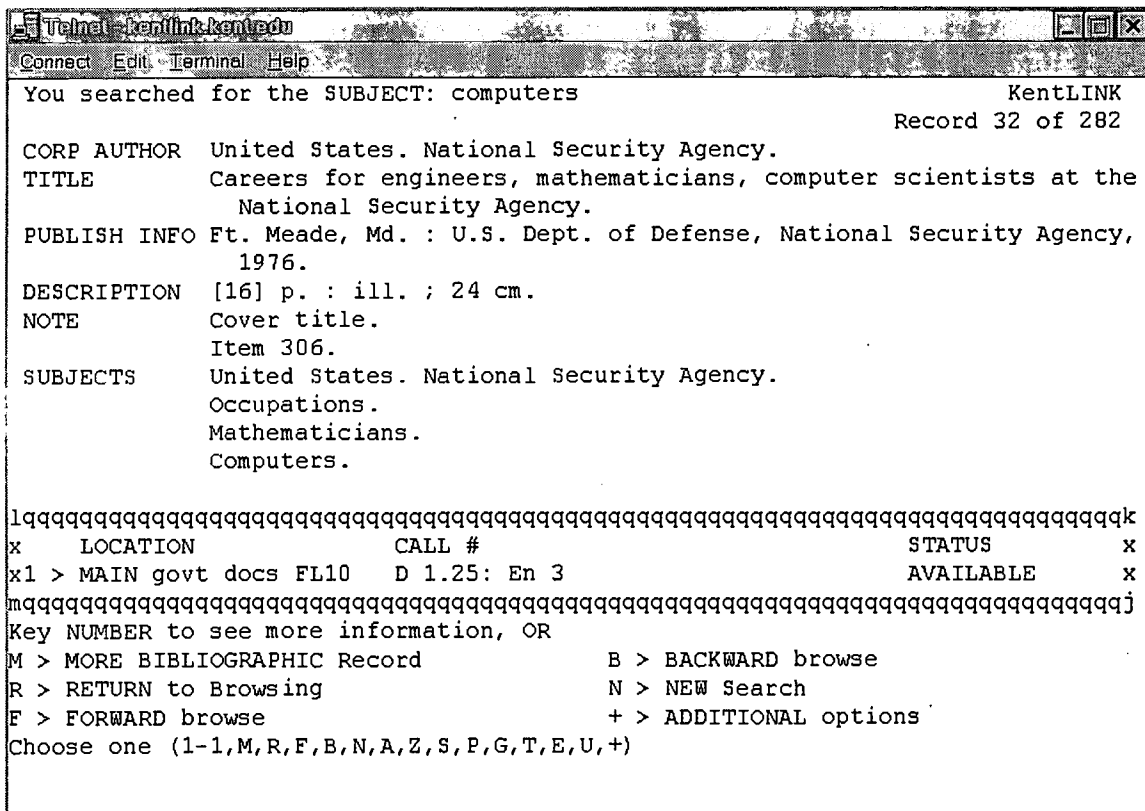 Telnet - kentlink.kent.edu
Connect Edit Terminal Help
You searched for the SUBJECT: computers KentLINK
Record 32 of 282
CORP AUTHOR United States. National Security Agency.
TITLE Careers for engineers, mathematicians, computer scientists at the
National Security Agency.
PUBLISH INFO Ft. Meade, Md. : U.S. Dept. of Defense, National Security Agency,
1976.
DESCRIPTION [16] p. : ill. ; 24 cm.
NOTE Cover title.
Item 306.
SUBJECTS United States. National Security Agency.
Occupations.
Mathematicians.
Computers.
lqqqqqqqqqqqqqqqqqqqqqqqqqqqqqqqqqqqqqqqqqqqqqqqqqqqqqqqqqqqqqqqqqqqqqqqqqqqqk
x LOCATION CALL # STATUS x
x1 > MAIN govt docs FL10 D 1.25: En 3 AVAILABLE x
mqqqqqqqqqqqqqqqqqqqqqqqqqqqqqqqqqqqqqqqqqqqqqqqqqqqqqqqqqqqqqqqqqqqqqqqqqqqqj
Key NUMBER to see more information, OR
M > MORE BIBLIOGRAPHIC Record B > BACKWARD browse
R > RETURN to Browsing N > NEW Search
F > FORWARD browse + > ADDITIONAL options
Choose one (1-1,M,R,F,B,N,A,Z,S,P,G,T,E,U,+)